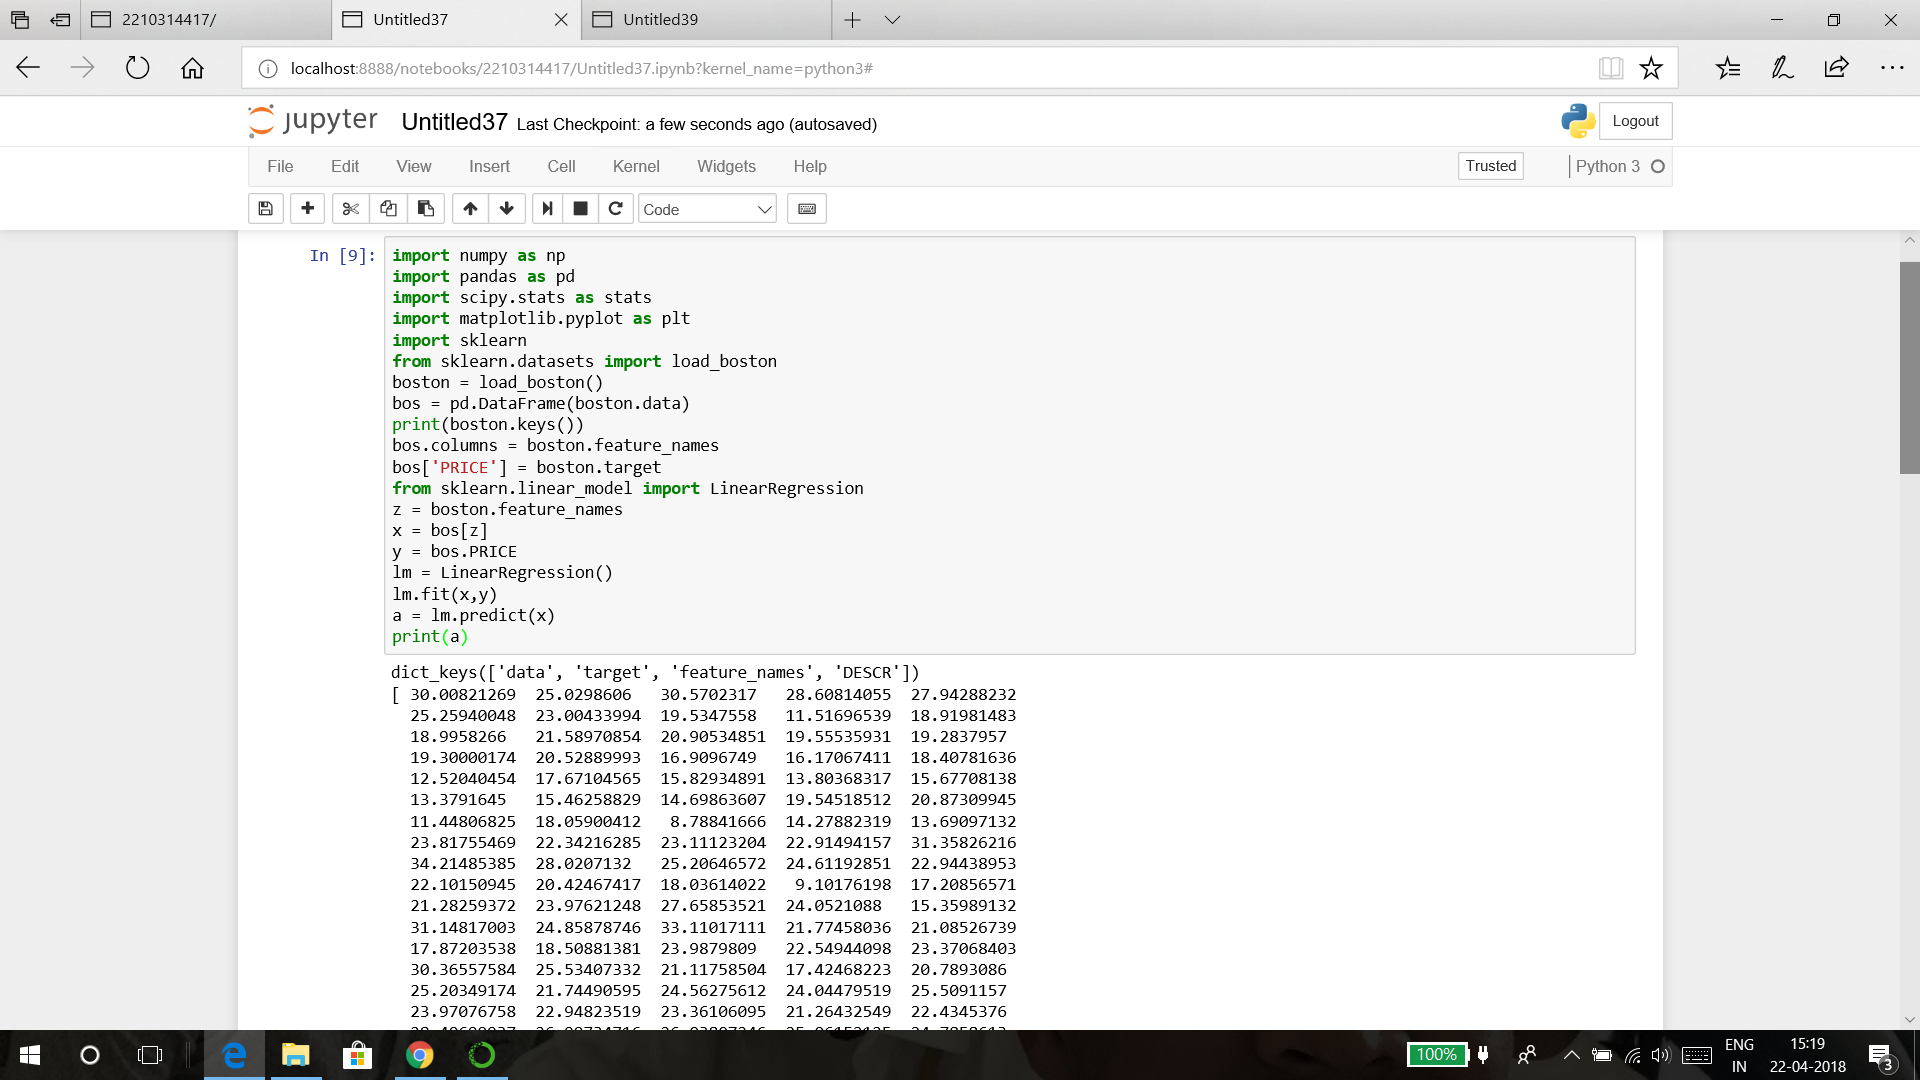 2210314417/
Untitled37
Untitled39
localhost:8888/notebooks/2210314417/Untitled37.ipynb?kernel_name=python3#
jupyter Untitled37 Last Checkpoint: a few seconds ago (autosaved)
Logout
File Edit View Insert Cell Kernel Widgets Help
Trusted
Python 3
Code
In [9]:
import numpy as np
import pandas as pd
import scipy.stats as stats
import matplotlib.pyplot as plt
import sklearn
from sklearn.datasets import load_boston
boston = load_boston()
bos = pd.DataFrame(boston.data)
print(boston.keys())
bos.columns = boston.feature_names
bos['PRICE'] = boston.target
from sklearn.linear_model import LinearRegression
z = boston.feature_names
x = bos[z]
y = bos.PRICE
lm = LinearRegression()
lm.fit(x,y)
a = lm.predict(x)
print(a)
dict_keys(['data', 'target', 'feature_names', 'DESCR'])
[ 30.00821269 25.0298606 30.5702317 28.60814055 27.94288232
25.25940048 23.00433994 19.5347558 11.51696539 18.91981483
18.9958266 21.58970854 20.90534851 19.55535931 19.2837957
19.30000174 20.52889993 16.9096749 16.17067411 18.40781636
12.52040454 17.67104565 15.82934891 13.80368317 15.67708138
13.3791645 15.46258829 14.69863607 19.54518512 20.87309945
11.44806825 18.05900412 8.78841666 14.27882319 13.69097132
23.81755469 22.34216285 23.11123204 22.91494157 31.35826216
34.21485385 28.0207132 25.20646572 24.61192851 22.94438953
22.10150945 20.42467417 18.03614022 9.10176198 17.20856571
21.28259372 23.97621248 27.65853521 24.0521088 15.35989132
31.14817003 24.85878746 33.11017111 21.77458036 21.08526739
17.87203538 18.50881381 23.9879809 22.54944098 23.37068403
30.36557584 25.53407332 21.11758504 17.42468223 20.7893086
25.20349174 21.74490595 24.56275612 24.04479519 25.5091157
23.97076758 22.94823519 23.36106095 21.26432549 22.4345376
100%
ENG
IN
15:19
22-04-2018
3